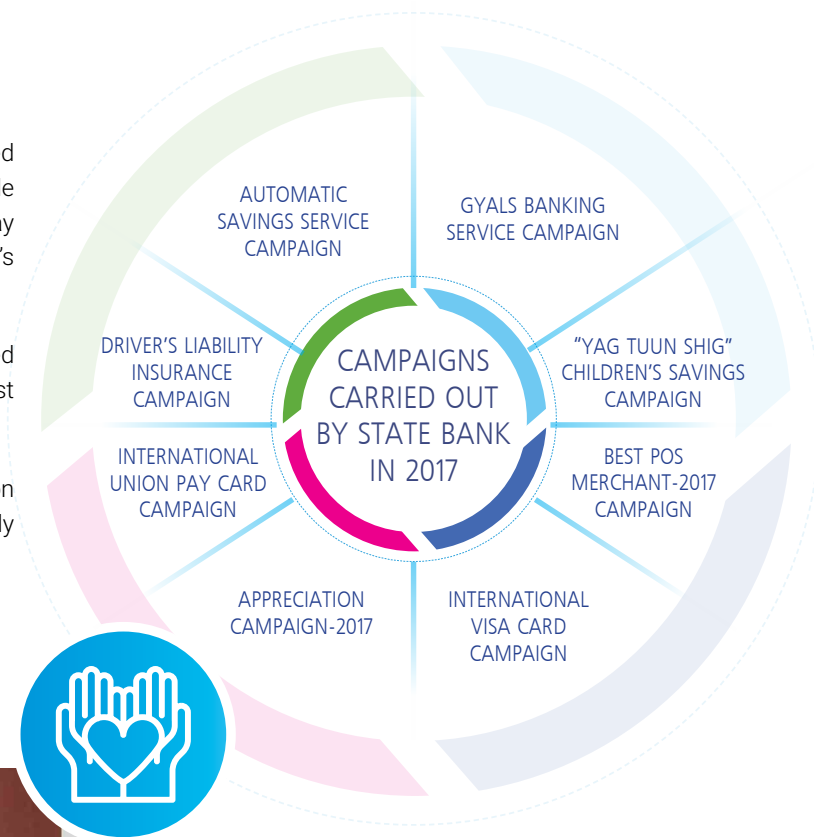 AUTOMATIC
SAVINGS SERVICE
CAMPAIGN
GYALS BANKING
SERVICE CAMPAIGN
DRIVER'S LIABILITY
INSURANCE
CAMPAIGN
CAMPAIGNS
CARRIED OUT
BY STATE BANK
IN 2017
"YAG TUUN SHIG"
CHILDREN'S SAVINGS
CAMPAIGN
INTERNATIONAL
UNION PAY CARD
CAMPAIGN
BEST POS
MERCHANT-2017
CAMPAIGN
APPRECIATION
CAMPAIGN-2017
INTERNATIONAL
VISA CARD
CAMPAIGN